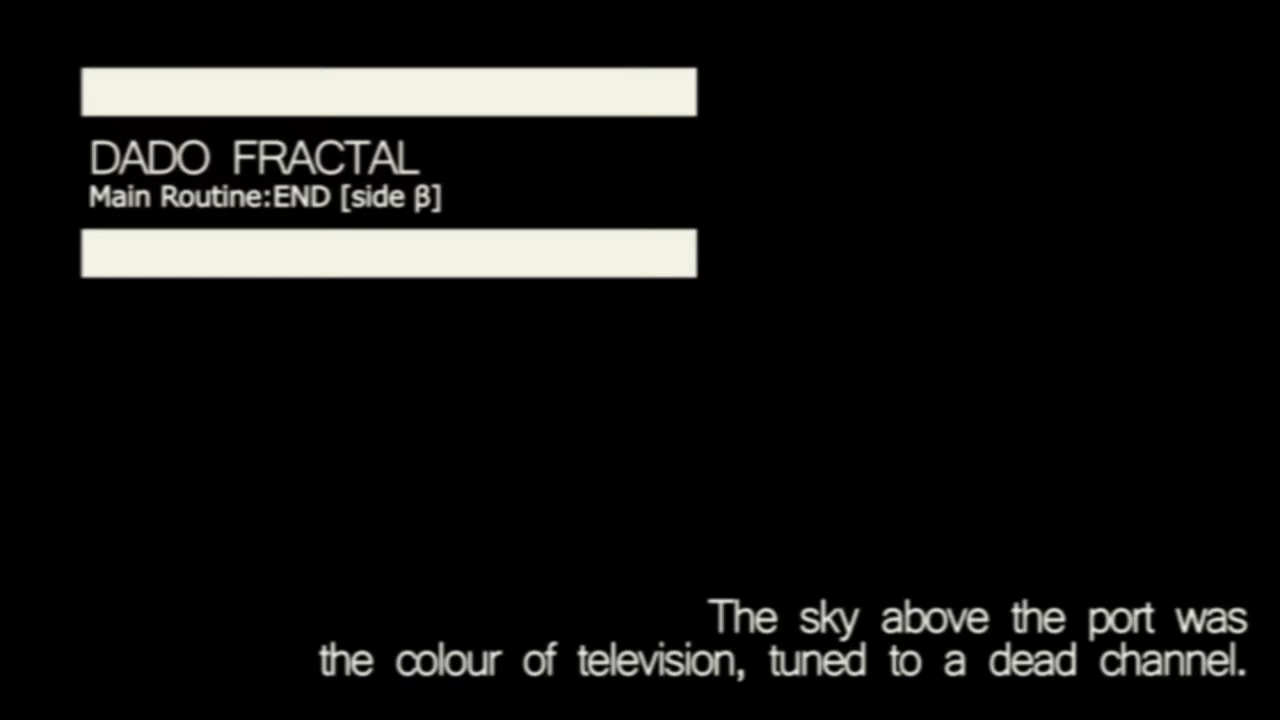 DADO FRACTAL
Main Routine:END [side β]
The sky above the port was
the colour of television, tuned to a dead channel.